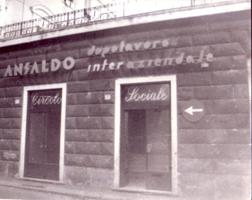 ANSALDO dopolavoro
interaziendale
Circolo Sociale